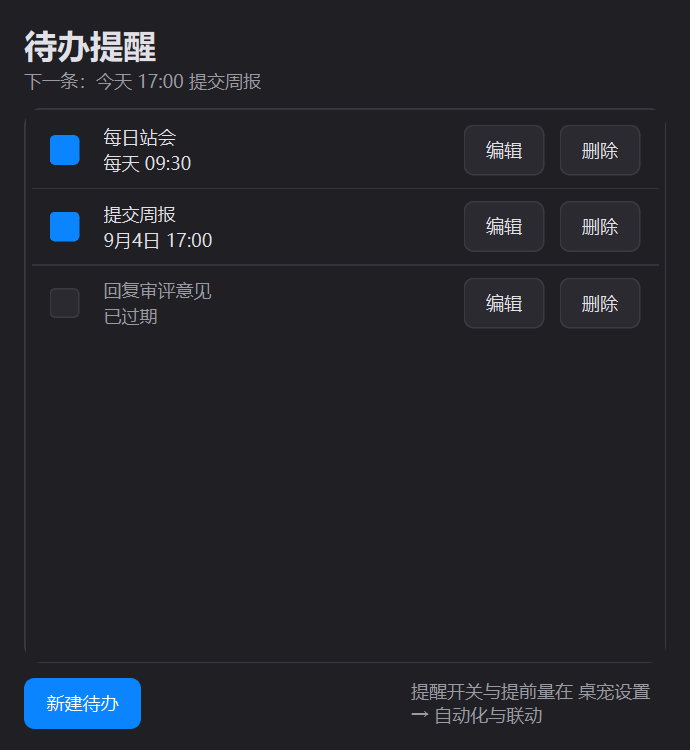 待办提醒
下一条：今天 17:00 提交周报
每日站会
每天 09:30
编辑
删除
提交周报
9月4日 17:00
编辑
删除
回复审评意见
已过期
编辑
删除
新建待办
提醒开关与提前量在 桌宠设置
→ 自动化与联动